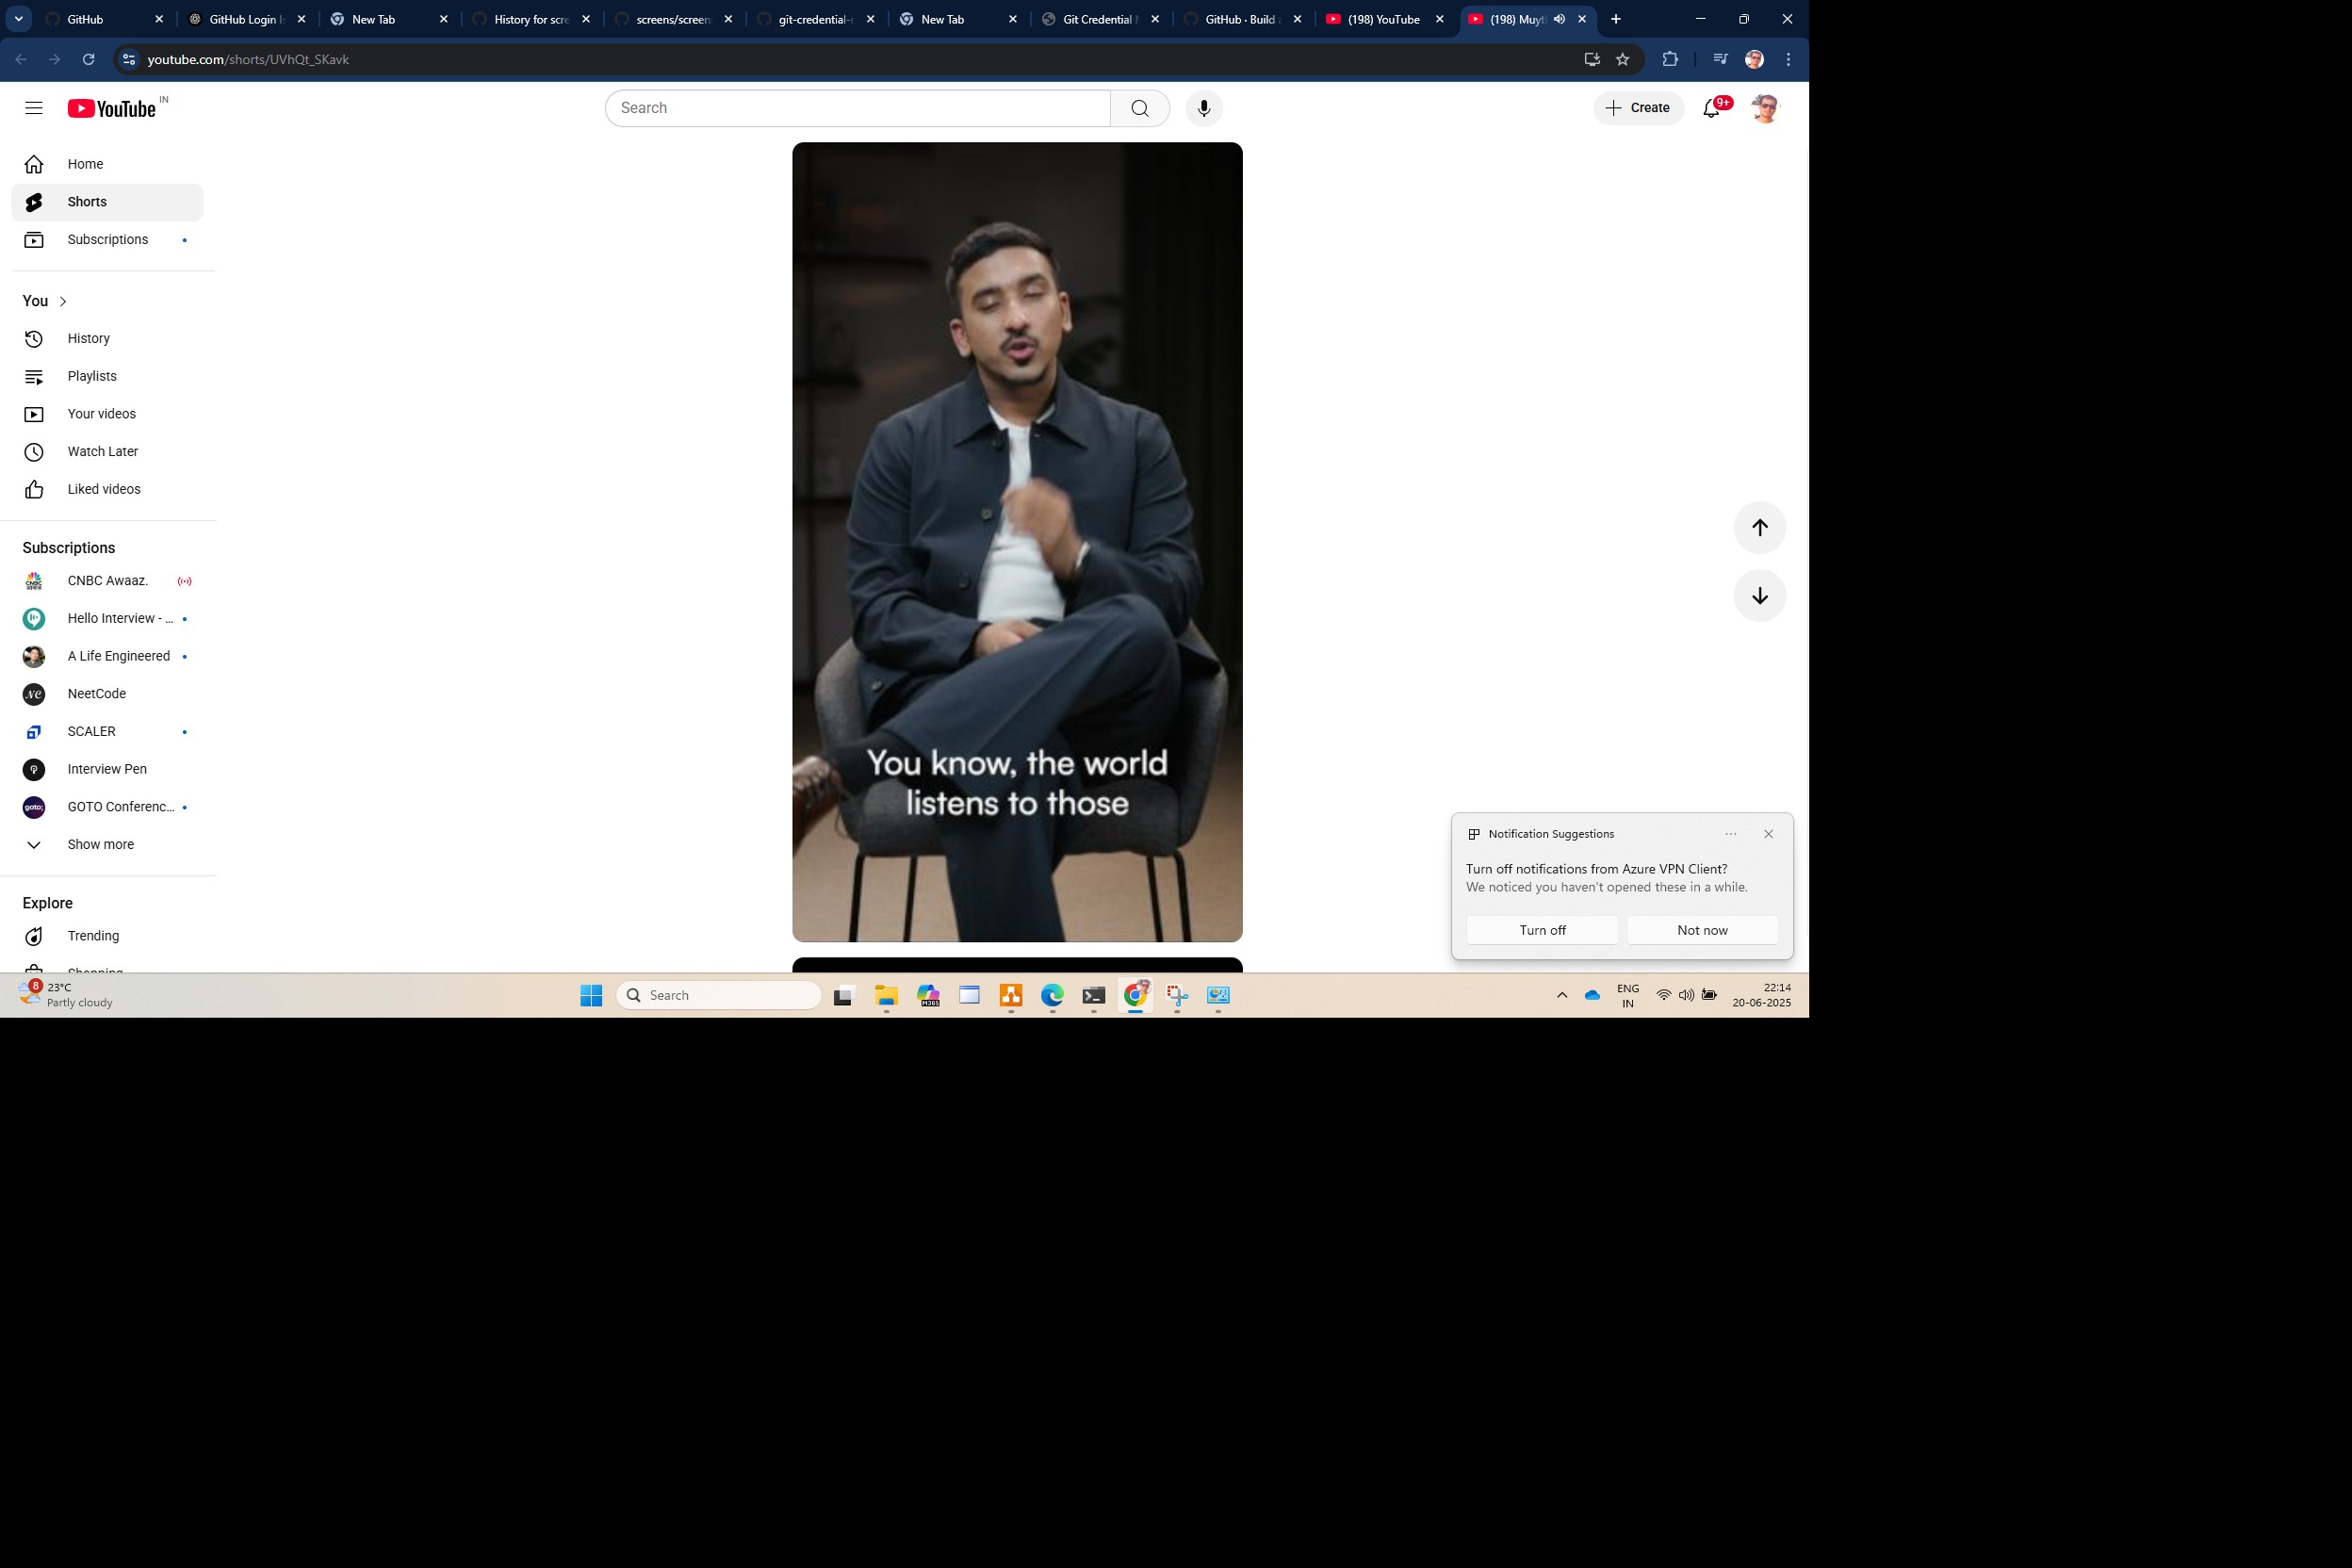 GitHub
GitHub Login
New Tab
History for scre
screens/screen
git-credential-
New Tab
Git Credential
GitHub · Build
(198) YouTube
(198) Muyt
youtube.com/shorts/UVhQt_SKavk
YouTube IN
Search
Create
9+
Home
Shorts
Subscriptions
You
History
Playlists
Your videos
Watch Later
Liked videos
Subscriptions
CNBC Awaaz.
Hello Interview - ...
A Life Engineered
NC NeetCode
SCALER
Interview Pen
goto; GOTO Conferenc...
Show more
Explore
Trending
Shopping
You know, the world
listens to those
Notification Suggestions
Turn off notifications from Azure VPN Client?
We noticed you haven't opened these in a while.
Turn off
Not now
8
23°C
Partly cloudy
Search
M365
ENG
IN
22:14
20-06-2025